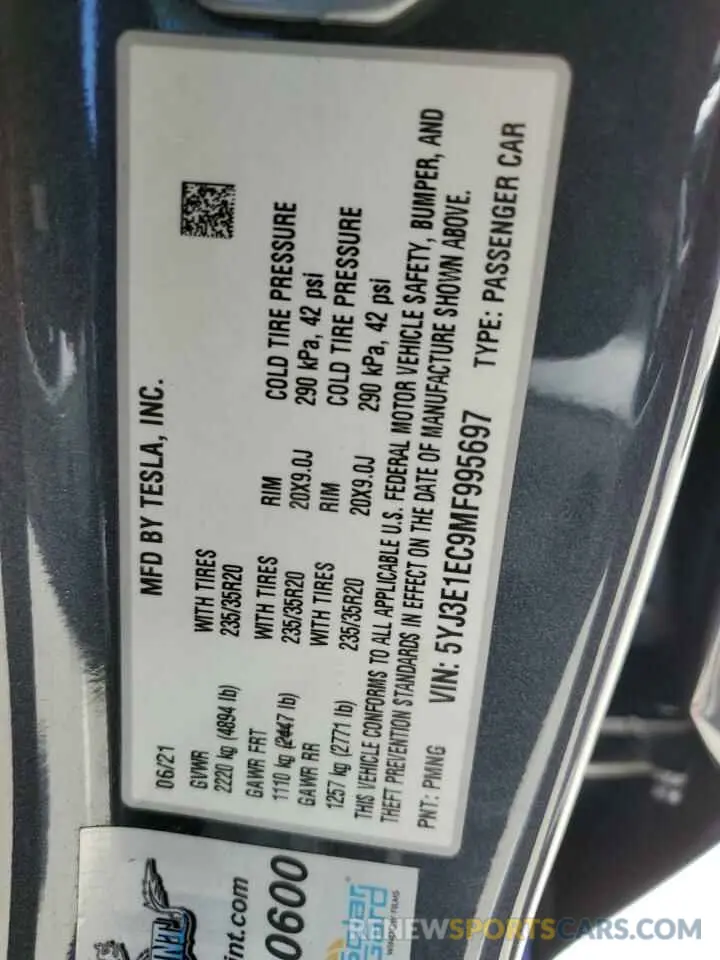 MFD BY TESLA, INC.
06/21
GVWR
2220 kg (4894 lb)
WITH TIRES
235/35R20
GAWR FRT
1110 kg (2447 lb)
WITH TIRES
235/35R20
RIM
20X9.0J
COLD TIRE PRESSURE
290 kPa, 42 psi
GAWR RR
1257 kg (2771 lb)
WITH TIRES
235/35R20
RIM
20X9.0J
COLD TIRE PRESSURE
290 kPa, 42 psi
THIS VEHICLE CONFORMS TO ALL APPLICABLE U.S. FEDERAL MOTOR VEHICLE SAFETY, BUMPER, AND
THEFT PREVENTION STANDARDS IN EFFECT ON THE DATE OF MANUFACTURE SHOWN ABOVE.
PNT: PMNG VIN: 5YJ3E1EC9MF995697 TYPE: PASSENGER CAR
int.com
0600
RENEWSPORTSCARS.COM